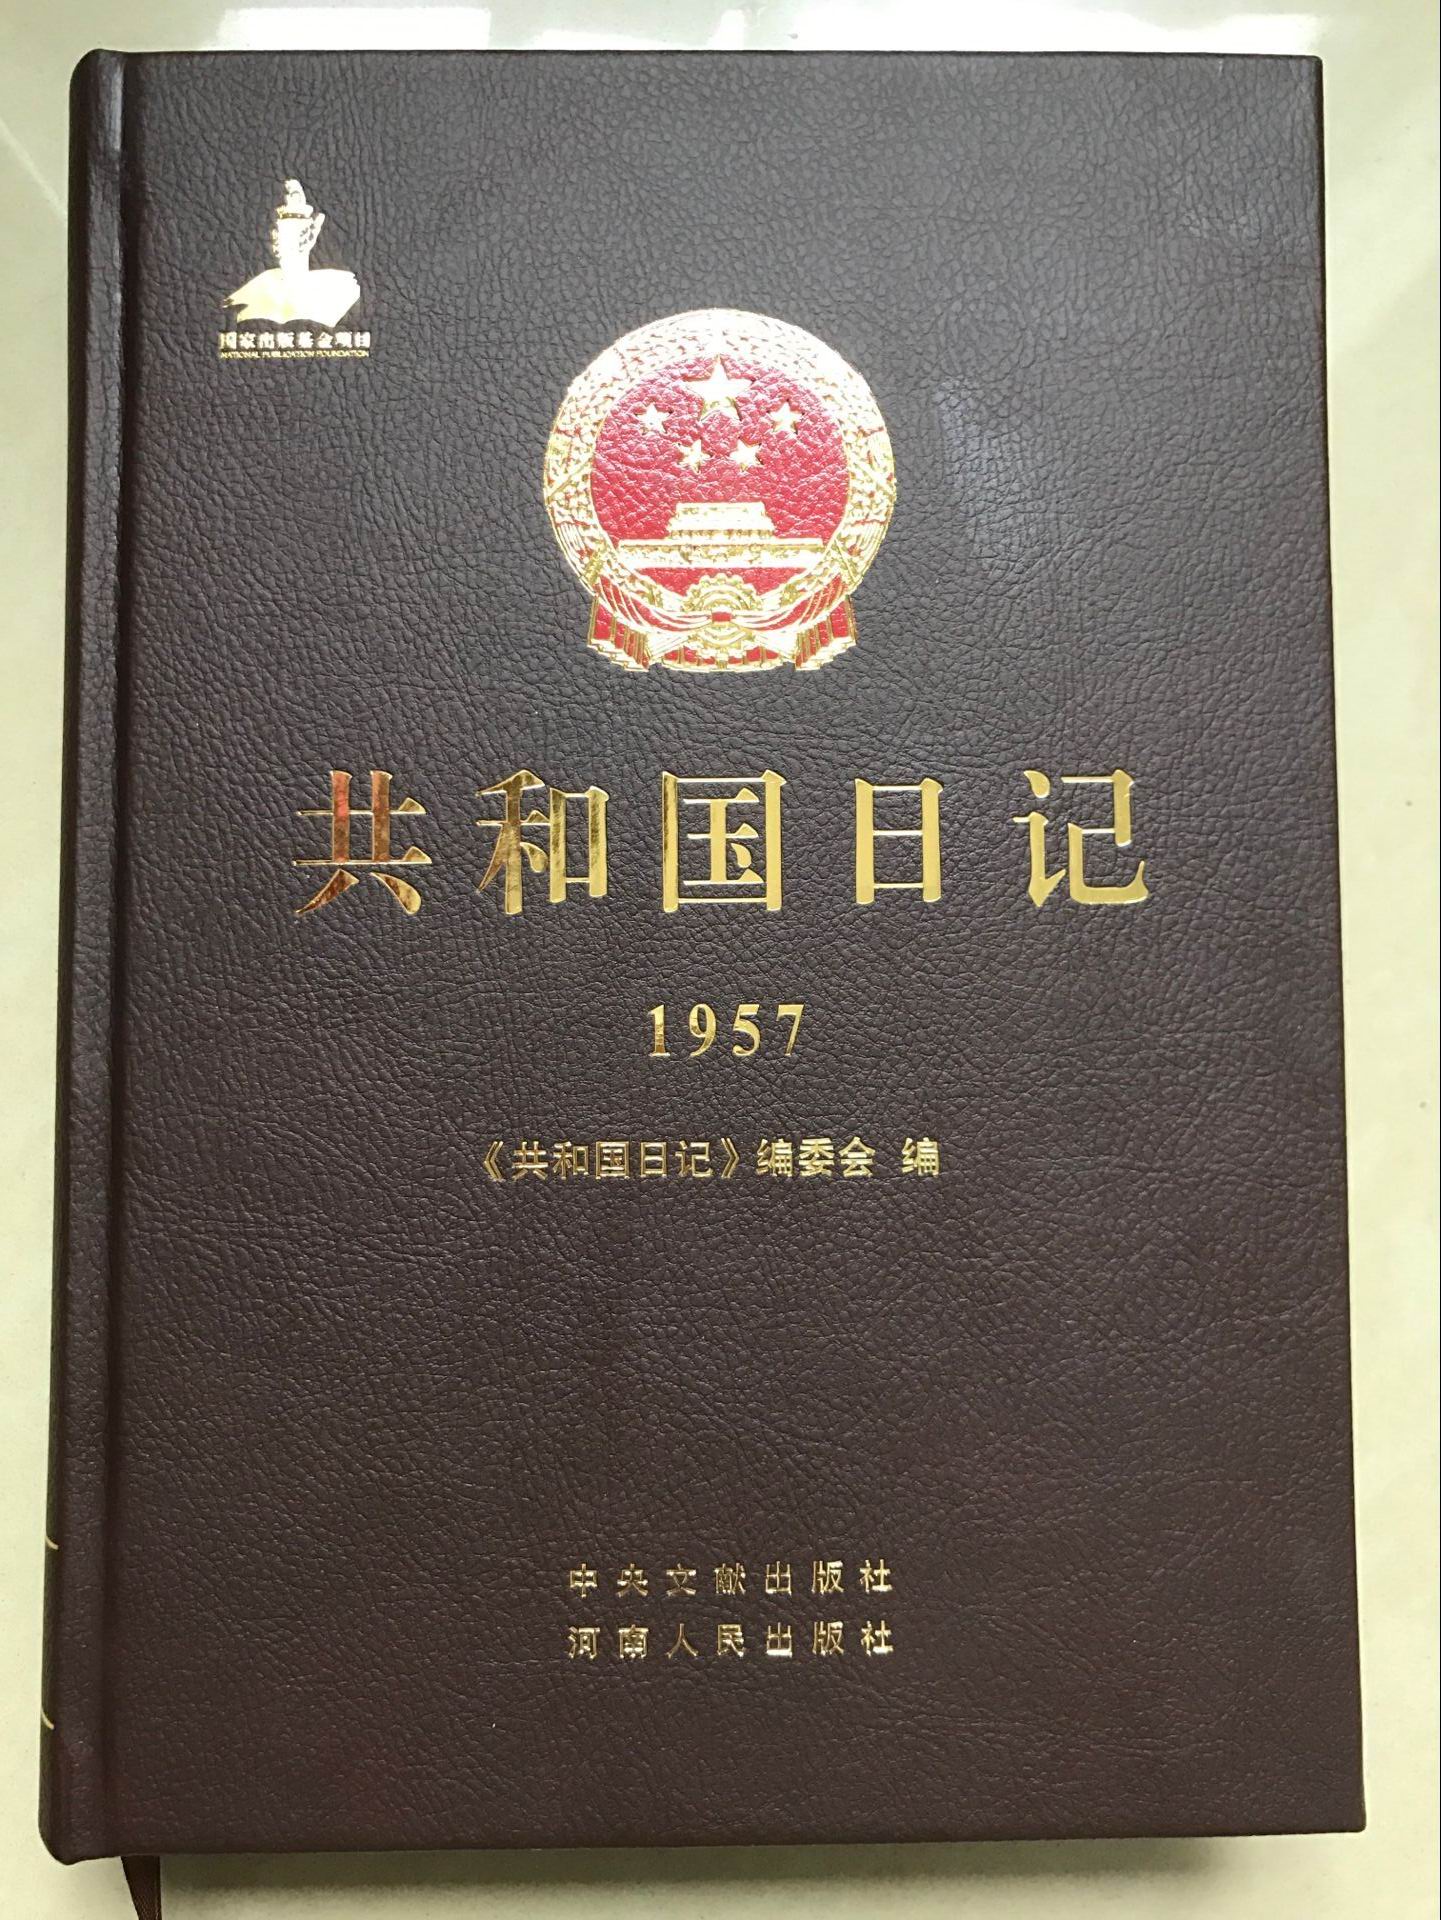 国家出版基金项目
NATIONAL PUBLICATION FOUNDATION
共和国日记
1957
《共和国日记》编委会 编
中央文献出版社
河南人民出版社